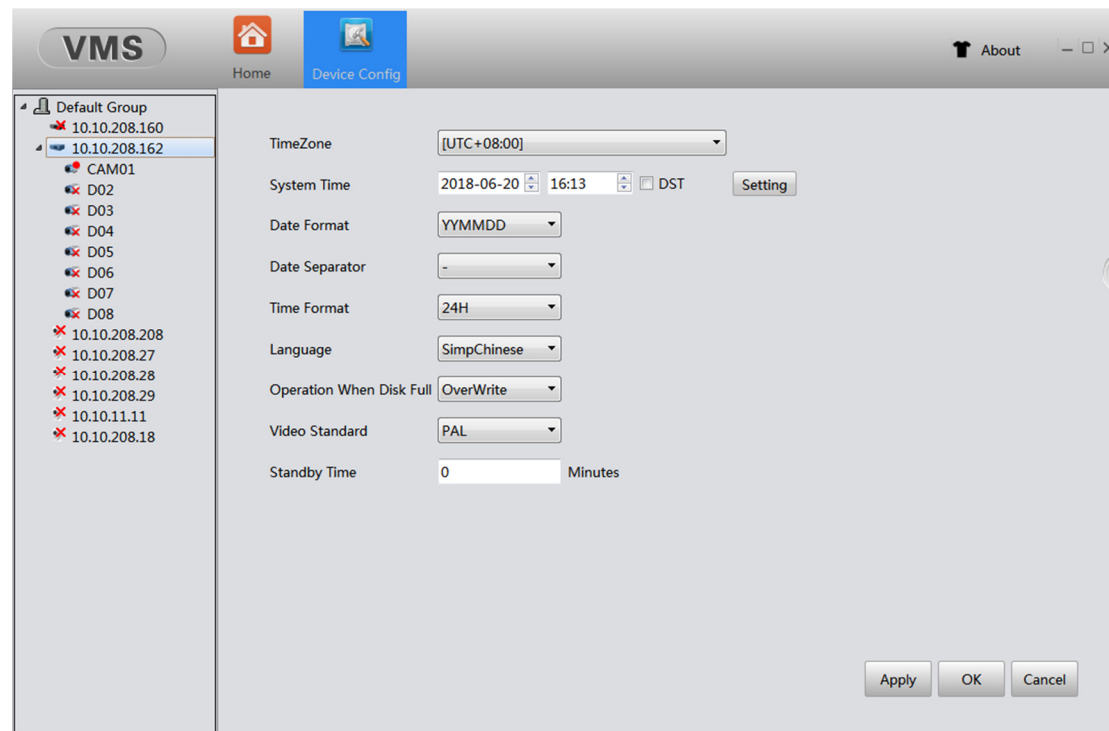 VMS
Home
Device Config
About
Default Group
10.10.208.160
10.10.208.162
CAM01
D02
D03
D04
D05
D06
D07
D08
10.10.208.208
10.10.208.27
10.10.208.28
10.10.208.29
10.10.11.11
10.10.208.18
TimeZone [UTC+08:00]
System Time 2018-06-20 16:13 DST Setting
Date Format YYMMDD
Date Separator -
Time Format 24H
Language SimpChinese
Operation When Disk Full OverWrite
Video Standard PAL
Standby Time 0 Minutes
Apply OK Cancel